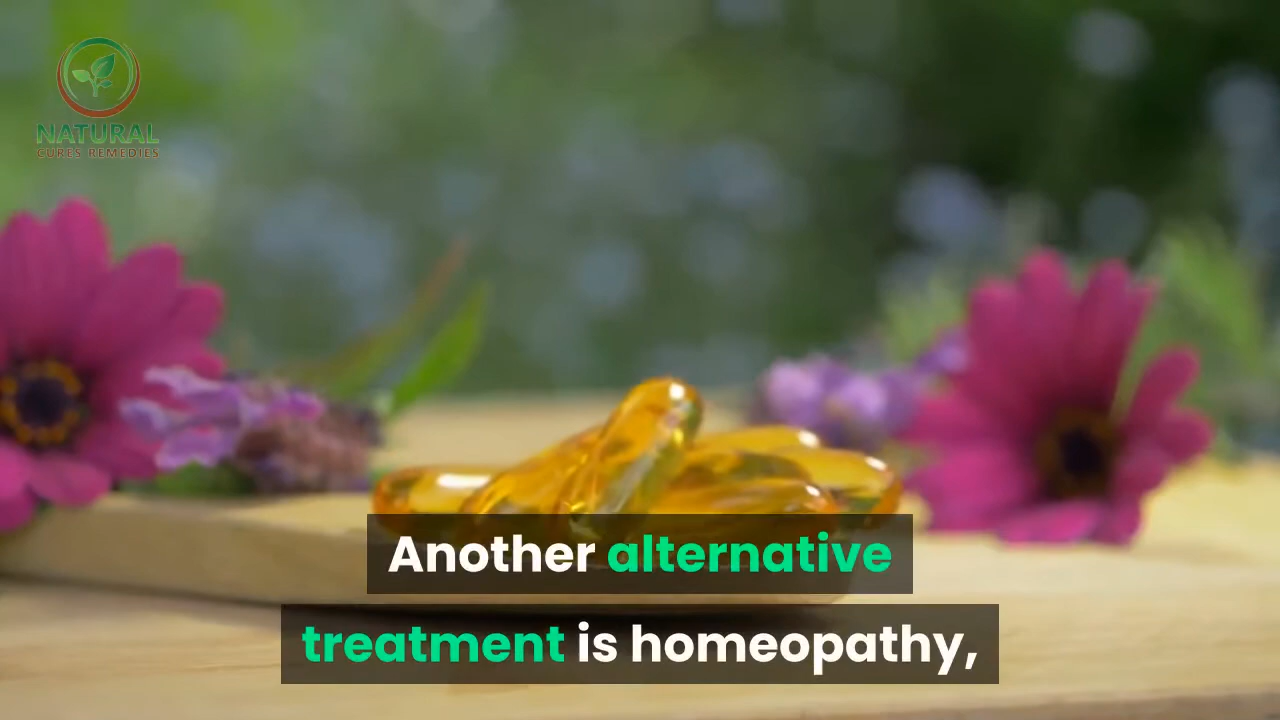 NATURAL
CURES REMEDIES
Another alternative
treatment is homeopathy,